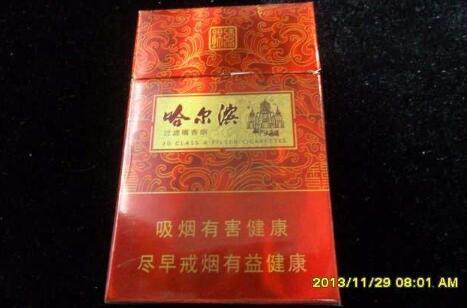 哈尔滨
过滤嘴香烟
20 CLASS A FILTER CIGARETTES
吸烟有害健康
尽早戒烟有益健康
2013/11/29 08:01 AM